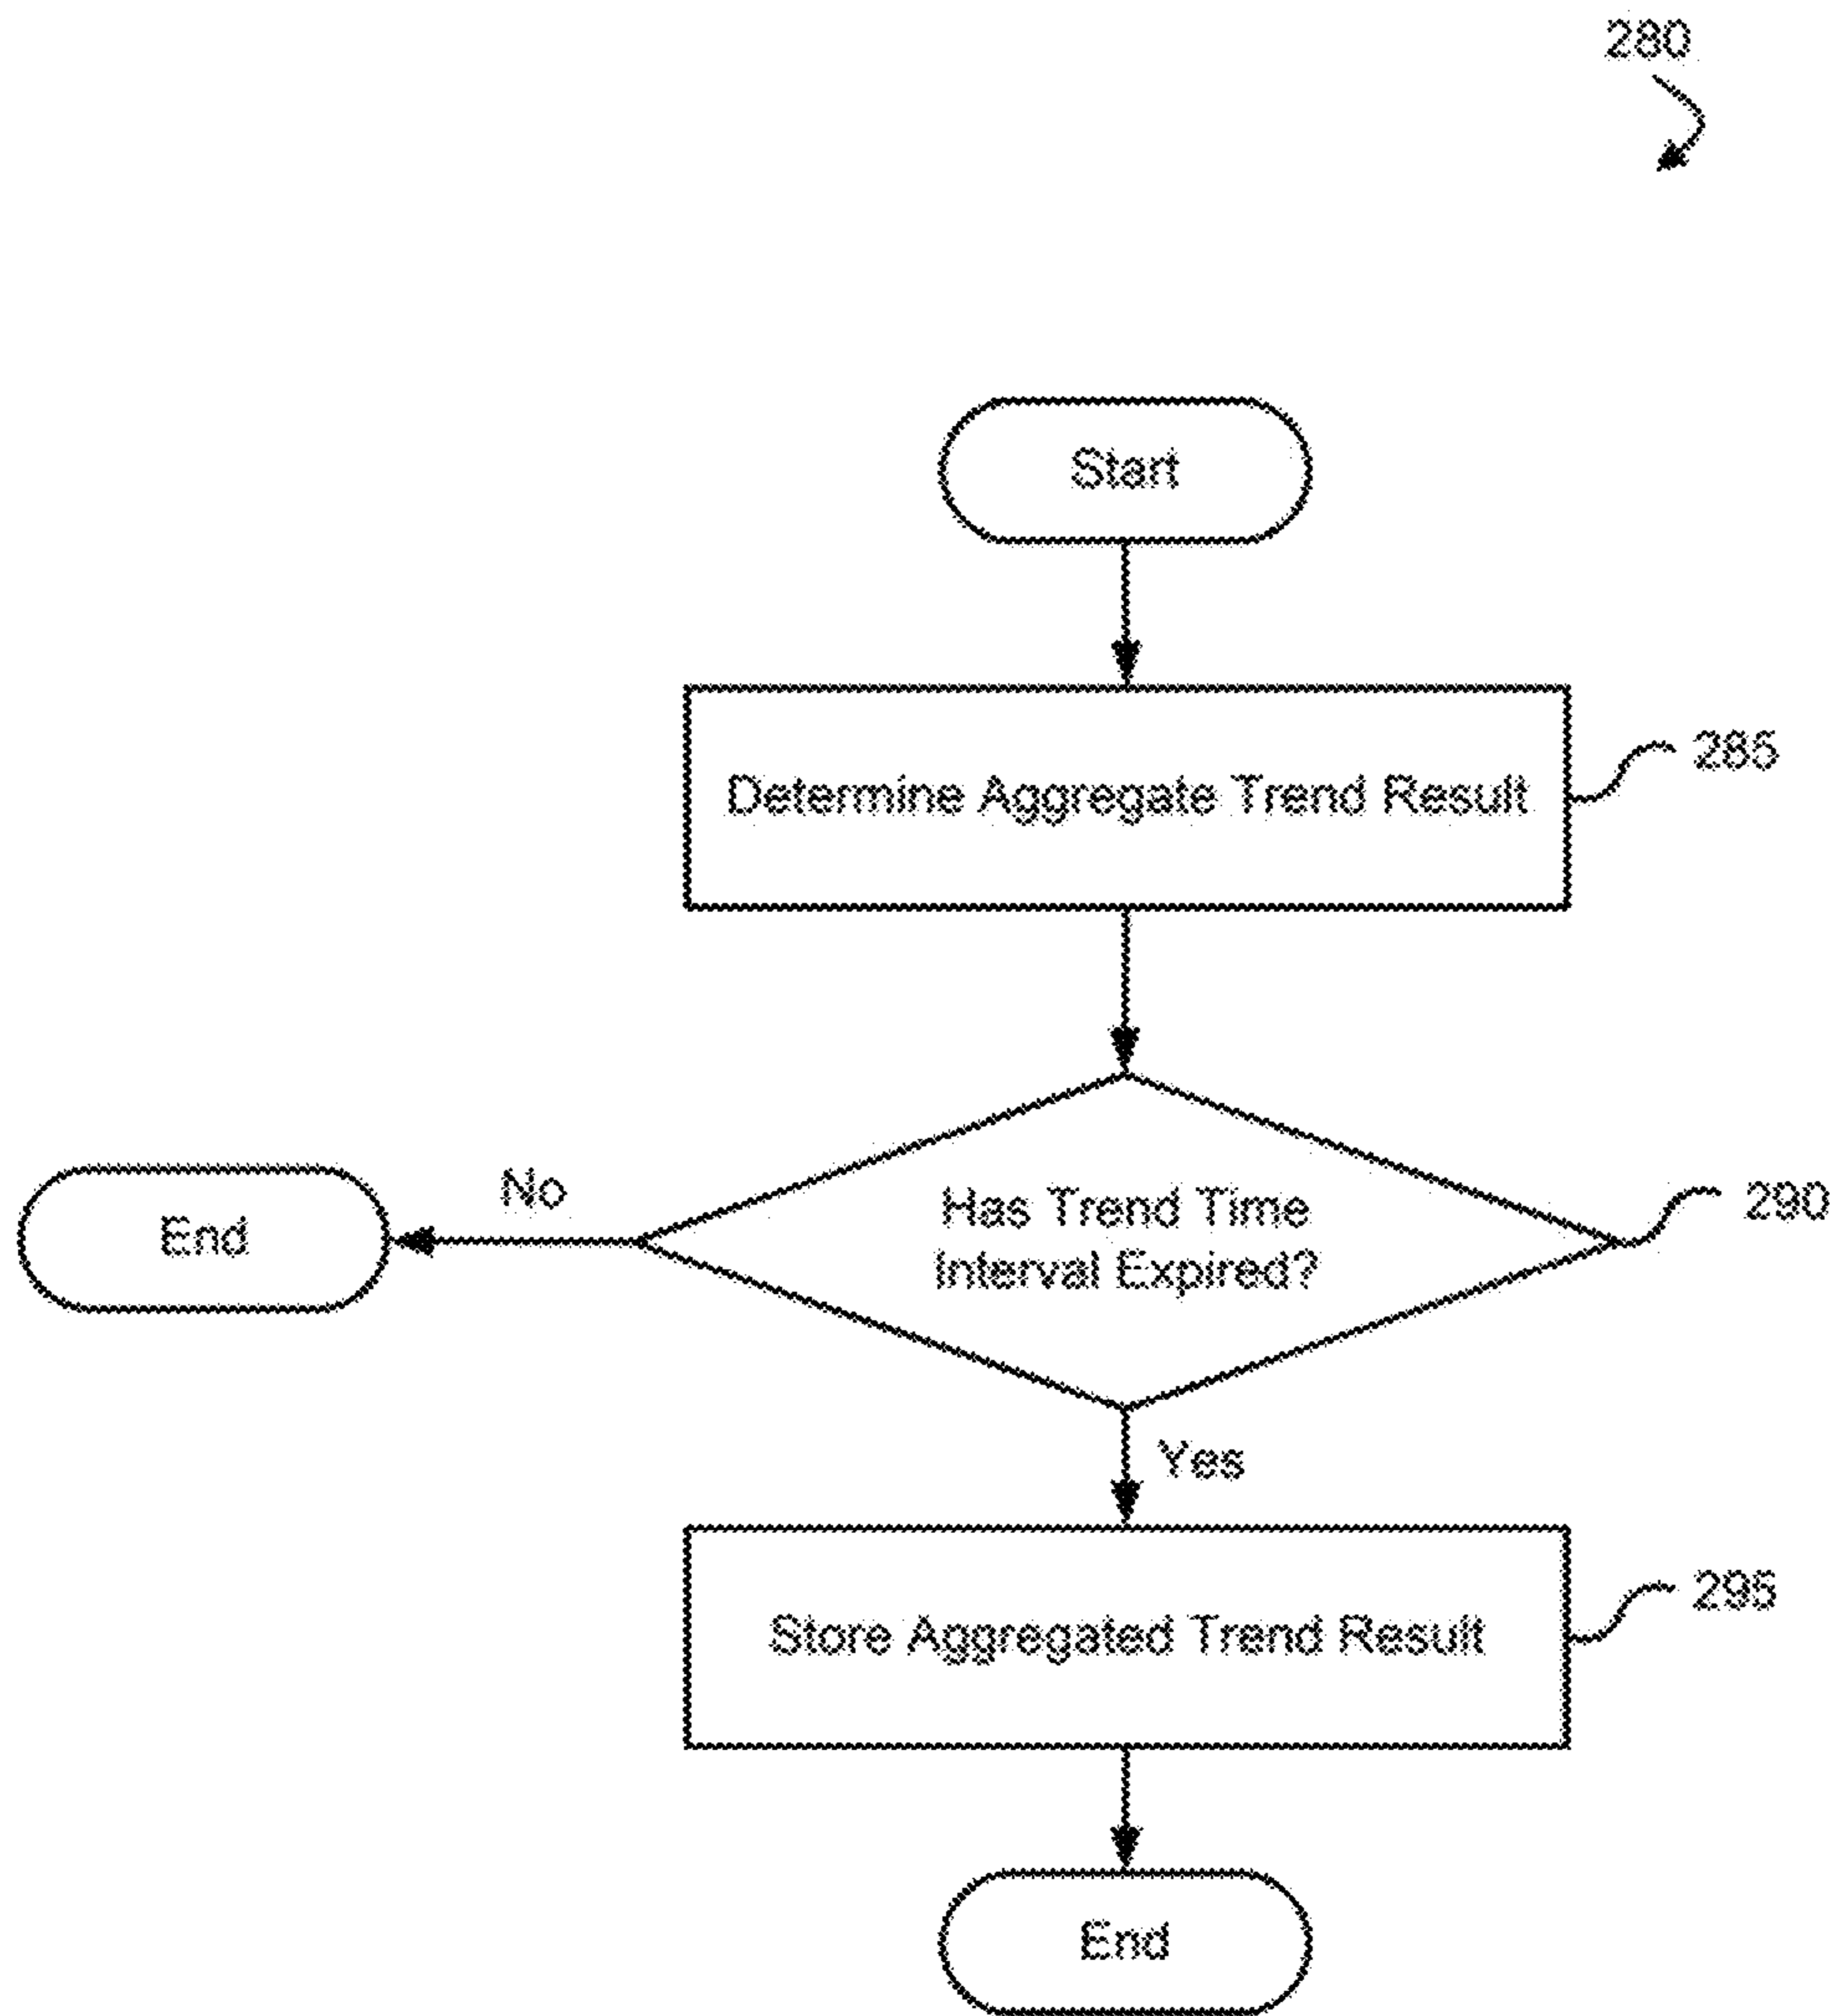 280
Start
Determine Aggregate Trend Result
285
Has Trend Time
Interval Expired?
290
No
End
Yes
Store Aggregated Trend Result
295
End